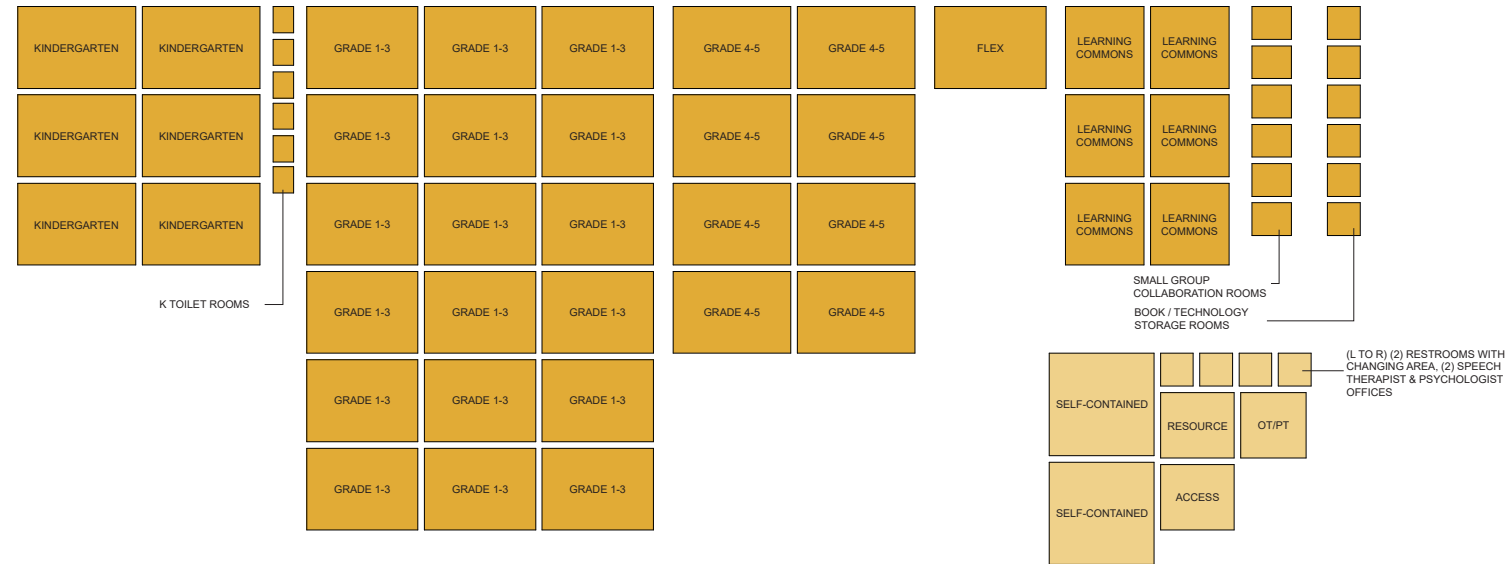 KINDERGARTEN KINDERGARTEN GRADE 1-3 GRADE 1-3 GRADE 1-3 GRADE 4-5 GRADE 4-5 FLEX
LEARNING
COMMONS
LEARNING
COMMONS
KINDERGARTEN KINDERGARTEN GRADE 1-3 GRADE 1-3 GRADE 1-3 GRADE 4-5 GRADE 4-5
LEARNING
COMMONS
LEARNING
COMMONS
KINDERGARTEN KINDERGARTEN GRADE 1-3 GRADE 1-3 GRADE 1-3 GRADE 4-5 GRADE 4-5
LEARNING
COMMONS
LEARNING
COMMONS
K TOILET ROOMS
GRADE 1-3 GRADE 1-3 GRADE 1-3 GRADE 4-5 GRADE 4-5
SMALL GROUP
COLLABORATION ROOMS
BOOK / TECHNOLOGY
STORAGE ROOMS
GRADE 1-3 GRADE 1-3 GRADE 1-3
GRADE 1-3 GRADE 1-3 GRADE 1-3
(L TO R) (2) RESTROOMS WITH
CHANGING AREA, (2) SPEECH
THERAPIST & PSYCHOLOGIST
OFFICES
SELF-CONTAINED
RESOURCE
OT/PT
ACCESS
SELF-CONTAINED